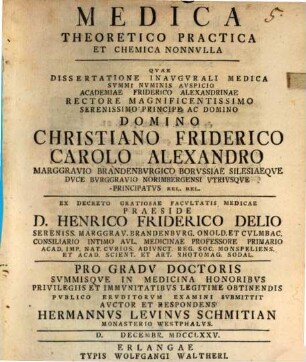 5.
MEDICA
THEORETICO PRACTICA
ET CHEMICA NONNVLLA
QVAE
DISSERTATIONE INAVGVRALI MEDICA
SVMMI NVMINIS AVSPICIO
ACADEMIAE FRIDERICO ALEXANDRINAE
RECTORE MAGNIFICENTISSIMO
SERENISSIMO PRINCIPE AC DOMINO
DOMINO
CHRISTIANO FRIDERICO
CAROLO ALEXANDRO
MARGGRAVIO BRANDENBVRGICO BORVSSIAE SILESIAEQVE
DVCE BVRGGRAVIO NORIMBERGENSI VTRIVSQVE
PRINCIPATVS REL. REL.
EX DECRETO GRATIOSAE FACVLTATIS MEDICAE
PRAESIDE
D. HENRICO FRIDERICO DELIO
SERENISS. MARGGRAV. BRANDENBVRG. ONOLD. ET CVLMBAC.
CONSILIARIO INTIMO AVL. MEDICINAE PROFESSORE PRIMARIO
ACAD. IMP. NAT. CVRIOS. ADIVNCT. REG. SOC. MONSPELIENS.
ET ACAD. SCIENT. ET ART. RHOTOMAG. SODAL.
PRO GRADV DOCTORIS
SVMMISQVE IN MEDICINA HONORIBVS
PRIVILEGIIS ET IMMVNITATIBVS LEGITIME OBTINENDIS
PVBLICO ERVDITORVM EXAMINI SVBMITTIT
AVCTOR ET RESPONDENS
HERMANNVS LEVINVS SCHMITIAN
MONASTERIO WESTPHALVS.
D. DECEMBR. MDCCLXXV.
ERLANGAE
TYPIS WOLFGANGI WALTHERI.